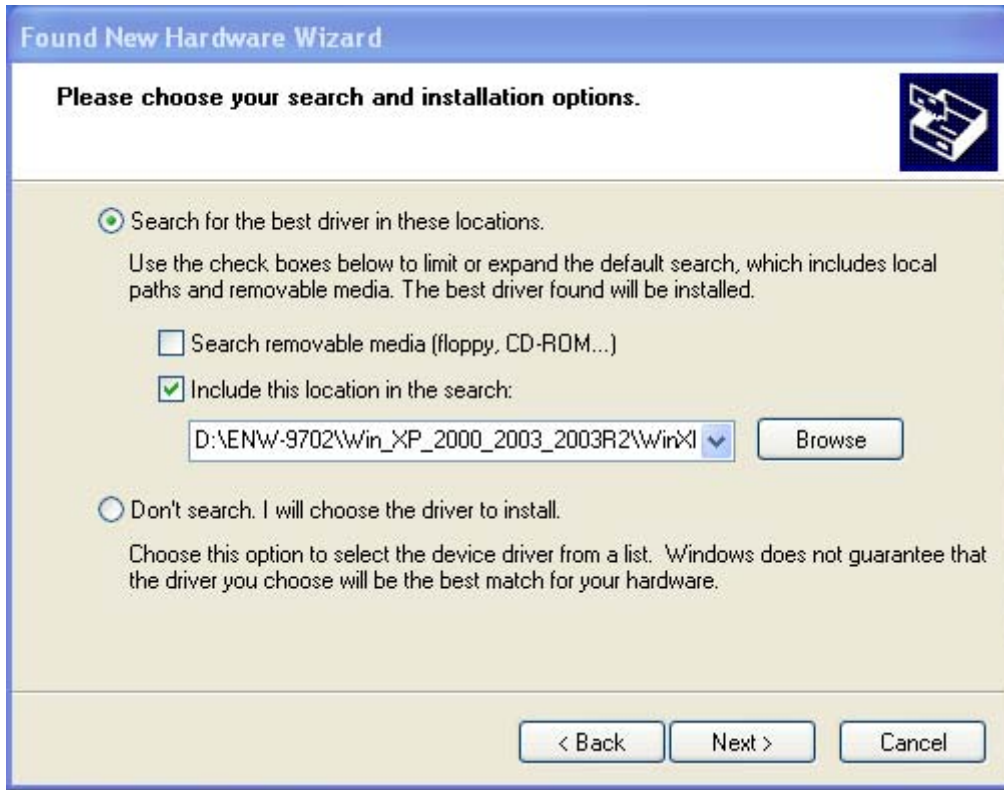 Found New Hardware Wizard
Please choose your search and installation options.
Search for the best driver in these locations.
Use the check boxes below to limit or expand the default search, which includes local
paths and removable media. The best driver found will be installed.
Search removable media (floppy, CD-ROM...)
Include this location in the search:
D:\ENW-9702\Win_XP_2000_2003_2003R2\WinXI
Browse
Don't search. I will choose the driver to install.
Choose this option to select the device driver from a list. Windows does not guarantee that
the driver you choose will be the best match for your hardware.
< Back
Next >
Cancel